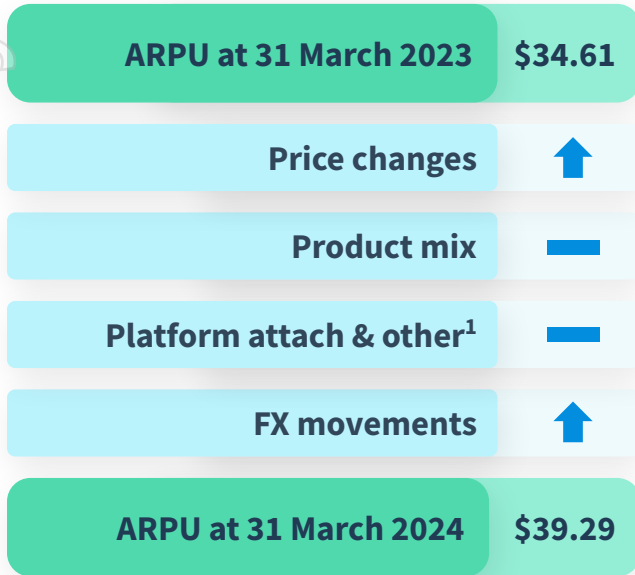 ARPU at 31 March 2023 $34.61
Price changes
Product mix
Platform attach & other¹
FX movements
ARPU at 31 March 2024 $39.29